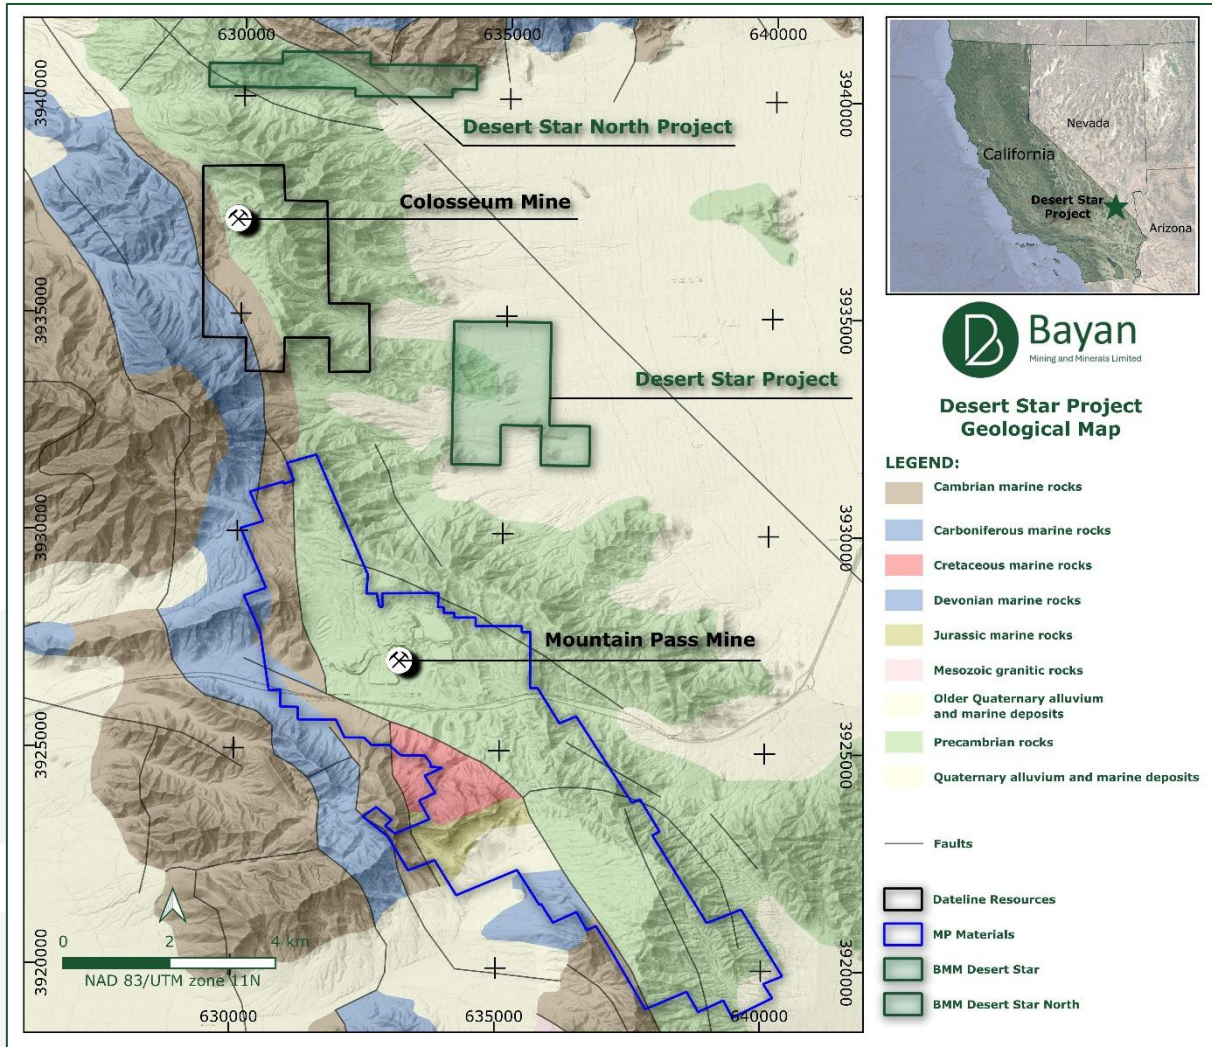 630000
635000
640000
3940000
3940000
Desert Star North Project
Colosseum Mine
3935000
3935000
Desert Star Project
3930000
3930000
Mountain Pass Mine
3925000
3925000
3920000
3920000
0 2 4 km
NAD 83/UTM zone 11N
630000
635000
640000
Nevada
California
Desert Star
Project
Arizona
Bayan
Mining and Minerals Limited
Desert Star Project
Geological Map
LEGEND:
Cambrian marine rocks
Carboniferous marine rocks
Cretaceous marine rocks
Devonian marine rocks
Jurassic marine rocks
Mesozoic granitic rocks
Older Quaternary alluvium
and marine deposits
Precambrian rocks
Quaternary alluvium and marine deposits
Faults
Dateline Resources
MP Materials
BMM Desert Star
BMM Desert Star North